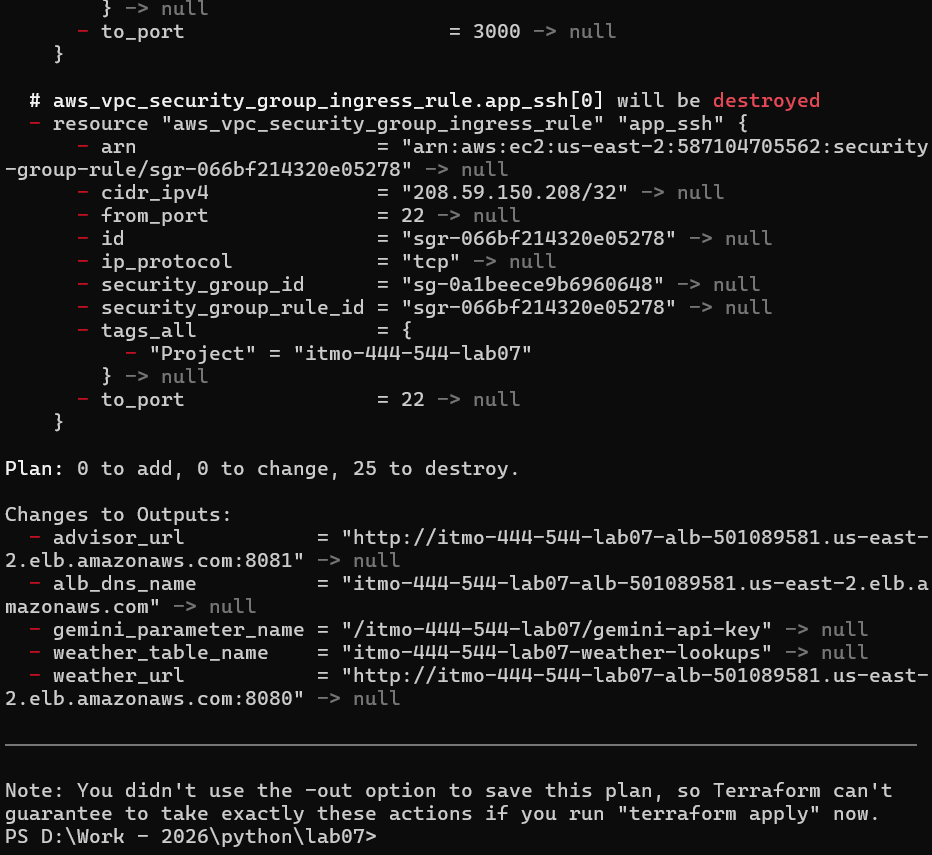 } -> null
- to_port = 3000 -> null
}
# aws_vpc_security_group_ingress_rule.app_ssh[0] will be destroyed
- resource "aws_vpc_security_group_ingress_rule" "app_ssh" {
- arn = "arn:aws:ec2:us-east-2:587104705562:security
-group-rule/sgr-066bf214320e05278" -> null
- cidr_ipv4 = "208.59.150.208/32" -> null
- from_port = 22 -> null
- id = "sgr-066bf214320e05278" -> null
- ip_protocol = "tcp" -> null
- security_group_id = "sg-0a1beece9b6960648" -> null
- security_group_rule_id = "sgr-066bf214320e05278" -> null
- tags_all = {
- "Project" = "itmo-444-544-lab07"
} -> null
- to_port = 22 -> null
}
Plan: 0 to add, 0 to change, 25 to destroy.
Changes to Outputs:
- advisor_url = "http://itmo-444-544-lab07-alb-501089581.us-east-
2.elb.amazonaws.com:8081" -> null
- alb_dns_name = "itmo-444-544-lab07-alb-501089581.us-east-2.elb.a
mazonaws.com" -> null
- gemini_parameter_name = "/itmo-444-544-lab07/gemini-api-key" -> null
- weather_table_name = "itmo-444-544-lab07-weather-lookups" -> null
- weather_url = "http://itmo-444-544-lab07-alb-501089581.us-east-
2.elb.amazonaws.com:8080" -> null
Note: You didn't use the -out option to save this plan, so Terraform can't
guarantee to take exactly these actions if you run "terraform apply" now.
PS D:\Work - 2026\python\lab07>